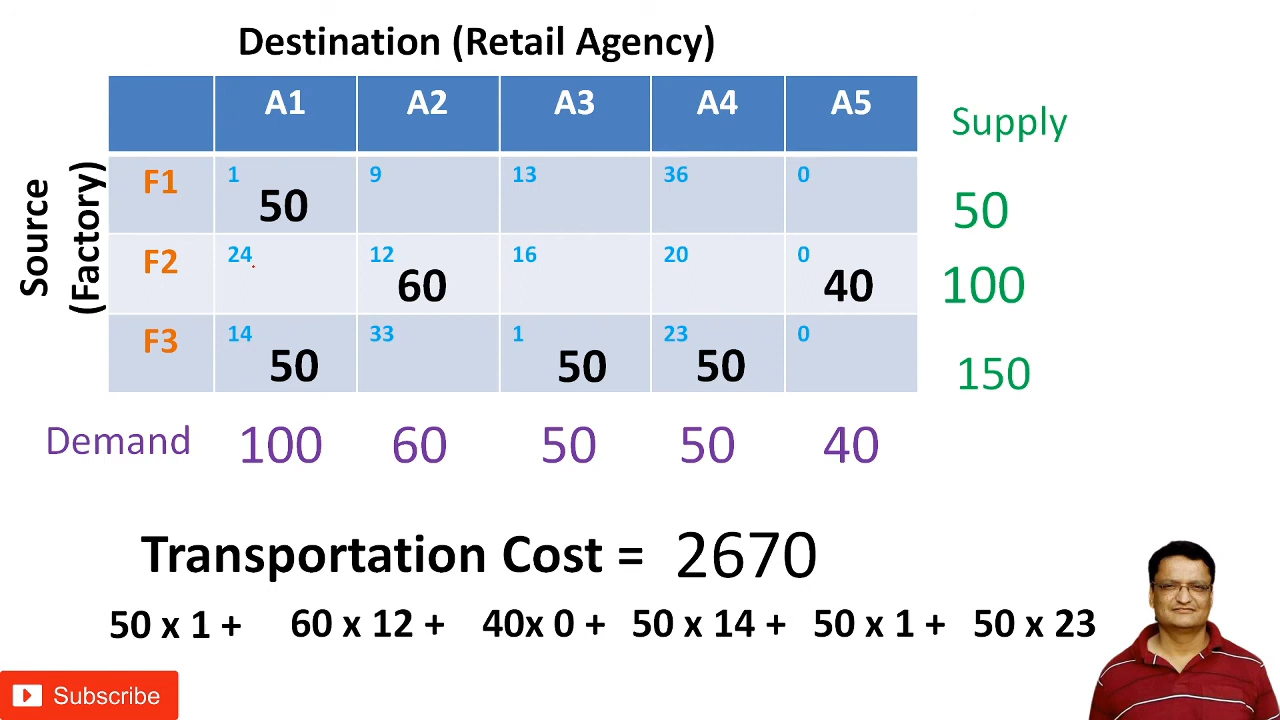 Destination (Retail Agency)
Source
(Factory)
A1 A2 A3 A4 A5 Supply
F1 1 50 9 13 36 0 50
F2 24 12 60 16 20 0 40 100
F3 14 50 33 1 50 23 50 0 150
Demand 100 60 50 50 40
Transportation Cost = 2670
50 x 1 + 60 x 12 + 40x 0 + 50 x 14 + 50 x 1 + 50 x 23
Subscribe